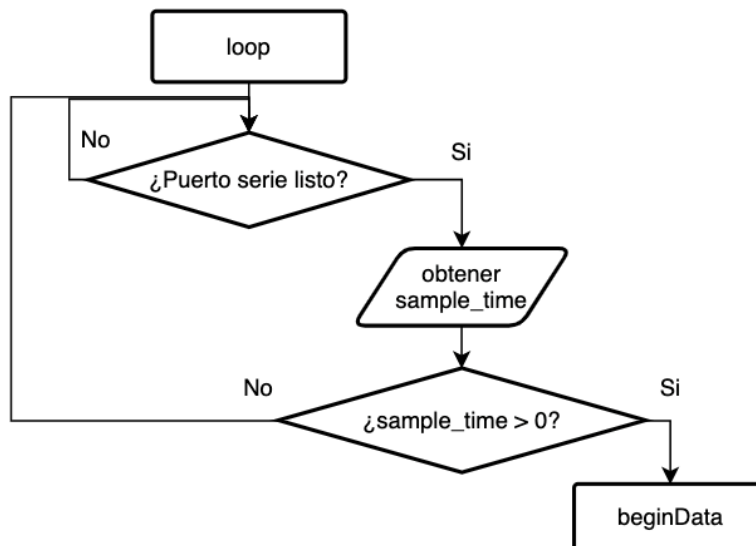 loop
No
Si
¿Puerto serie listo?
obtener
sample_time
No
Si
¿sample_time > 0?
beginData